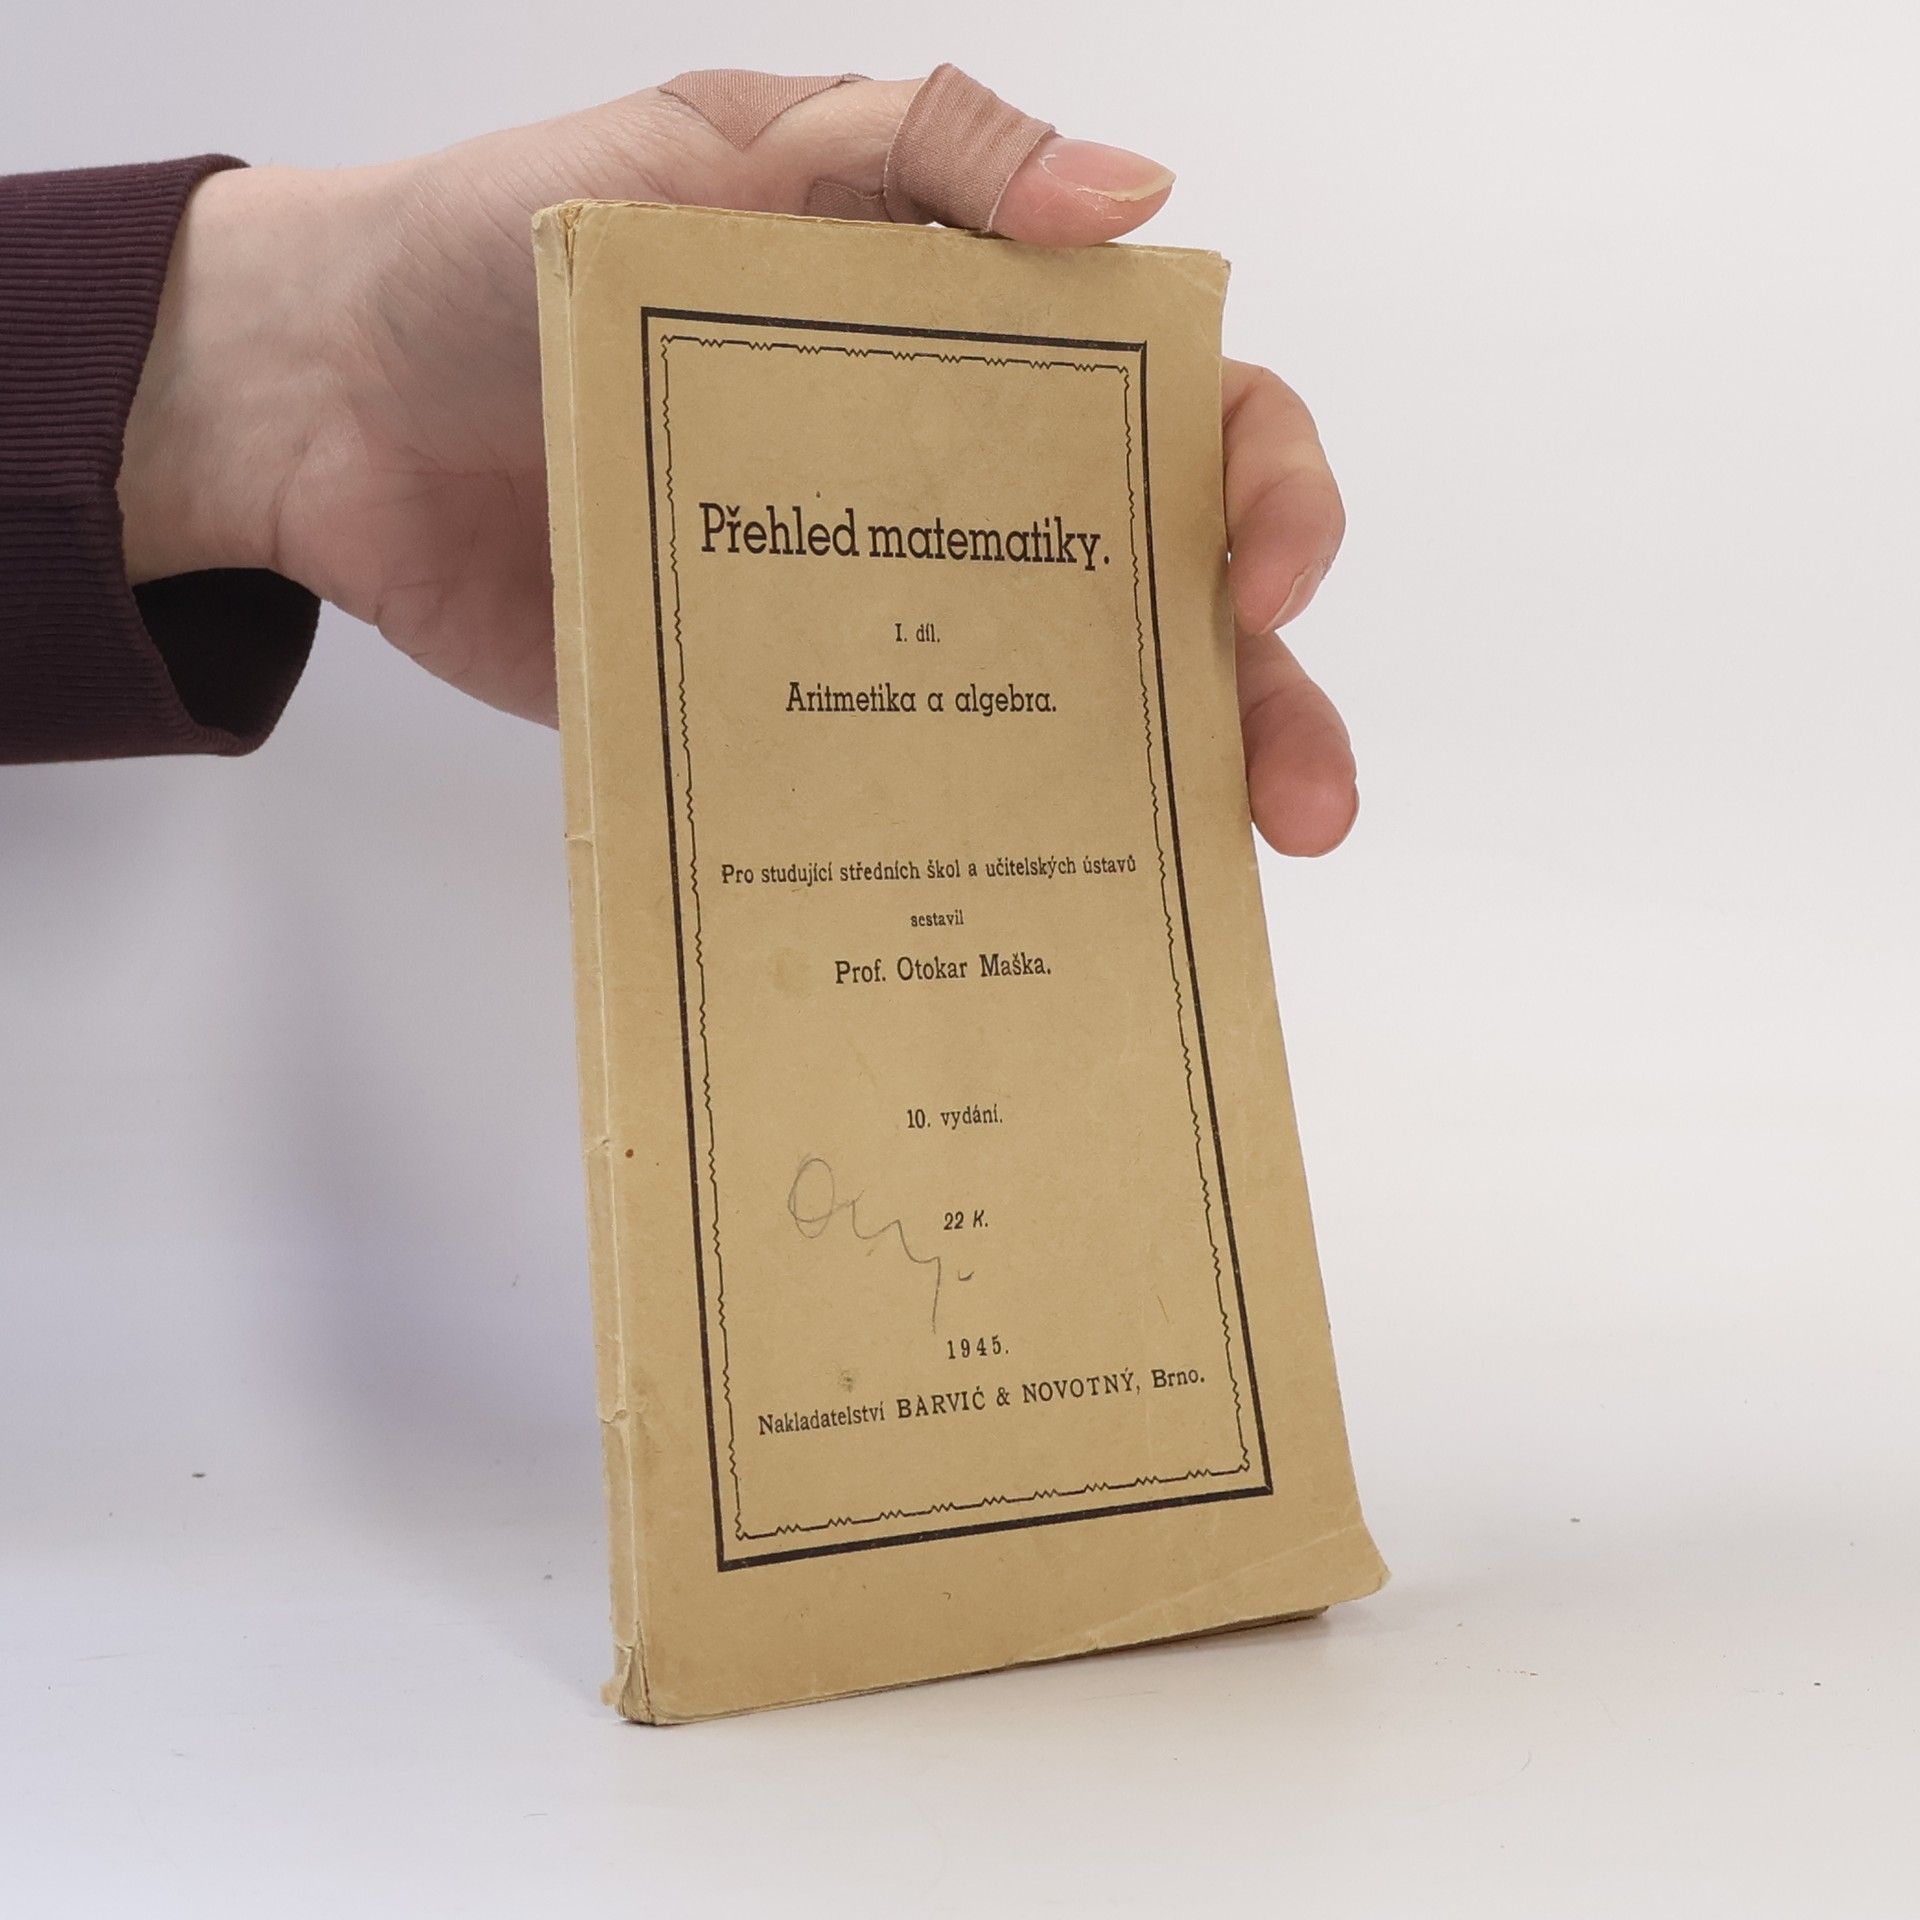 Přehled matematiky.
I. díl.
Aritmetika a algebra.
Pro studující středních škol a učitelských ústavů
sestavil
Prof. Otokar Maška.
10. vydání.
22 K.
1945.
Nakladatelství BARVIČ & NOVOTNÝ, Brno.